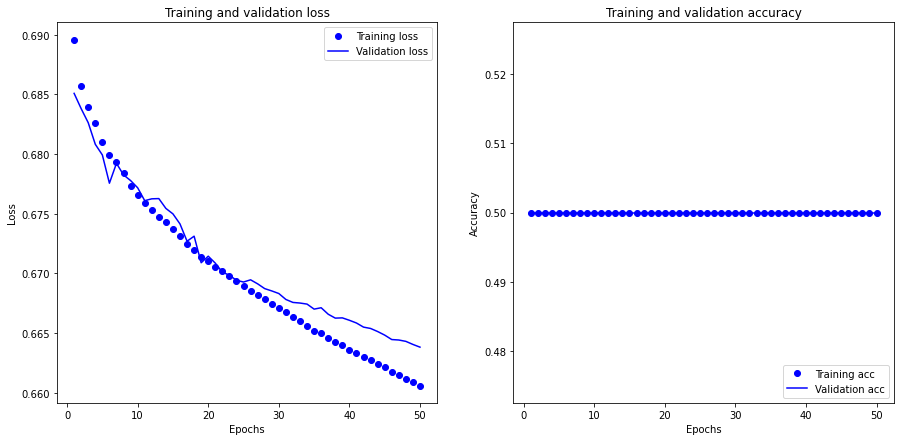 Training and validation loss
0.690
0.685
0.680
0.675
0.670
0.665
0.660
Loss
Training loss
Validation loss
0
10
20
30
40
50
Epochs
Training and validation accuracy
0.52
0.51
0.50
0.49
0.48
Accuracy
Training acc
Validation acc
0
10
20
30
40
50
Epochs